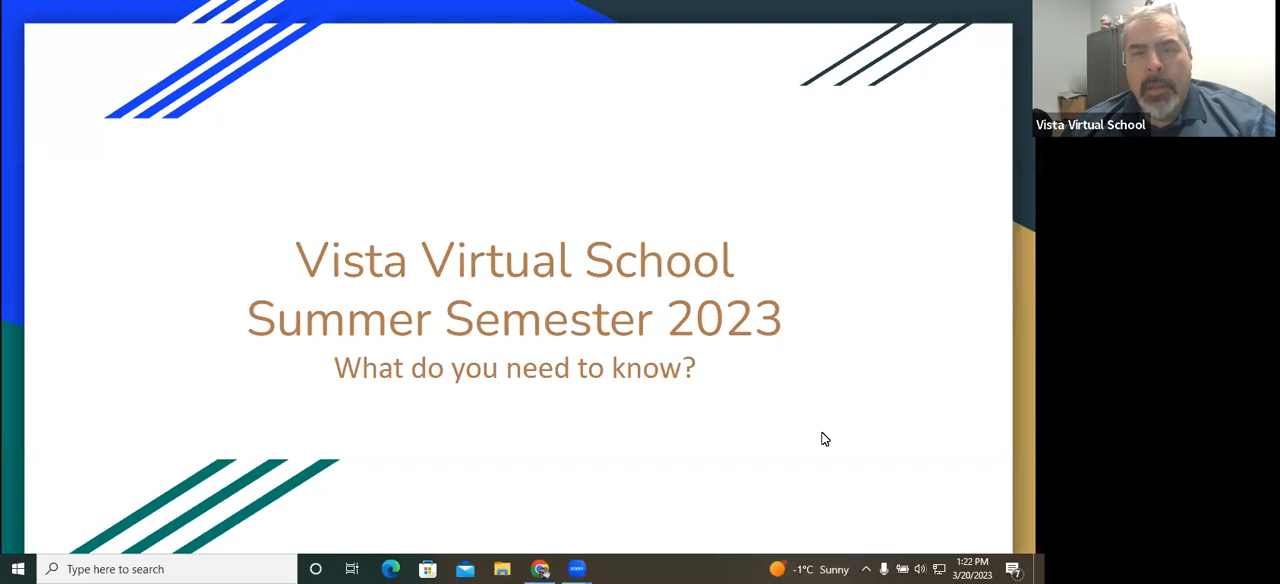 Vista Virtual School
Vista Virtual School
Summer Semester 2023
What do you need to know?
Type here to search
-1°C Sunny
1:22 PM
3/20/2023
7